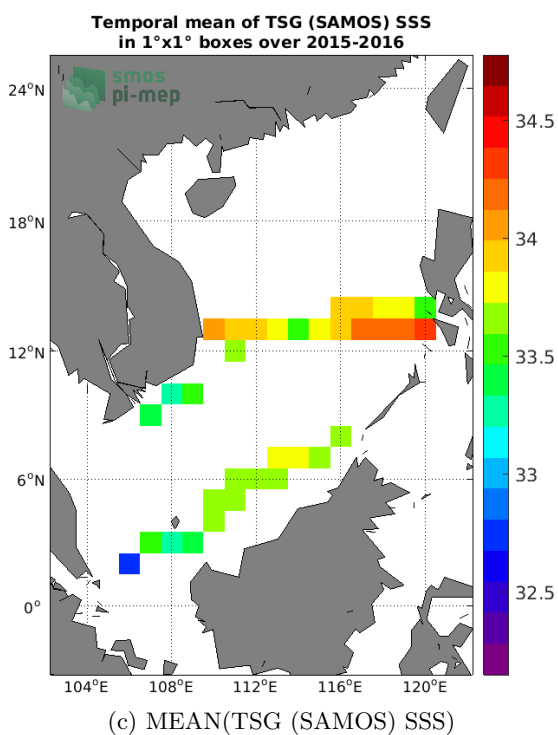 Temporal mean of TSG (SAMOS) SSS
in 1°x1° boxes over 2015-2016
smos
pi-mep
24°N
18°N
12°N
6°N
0°
104°E 108°E 112°E 116°E 120°E
34.5
34
33.5
33
32.5
(c) MEAN(TSG (SAMOS) SSS)